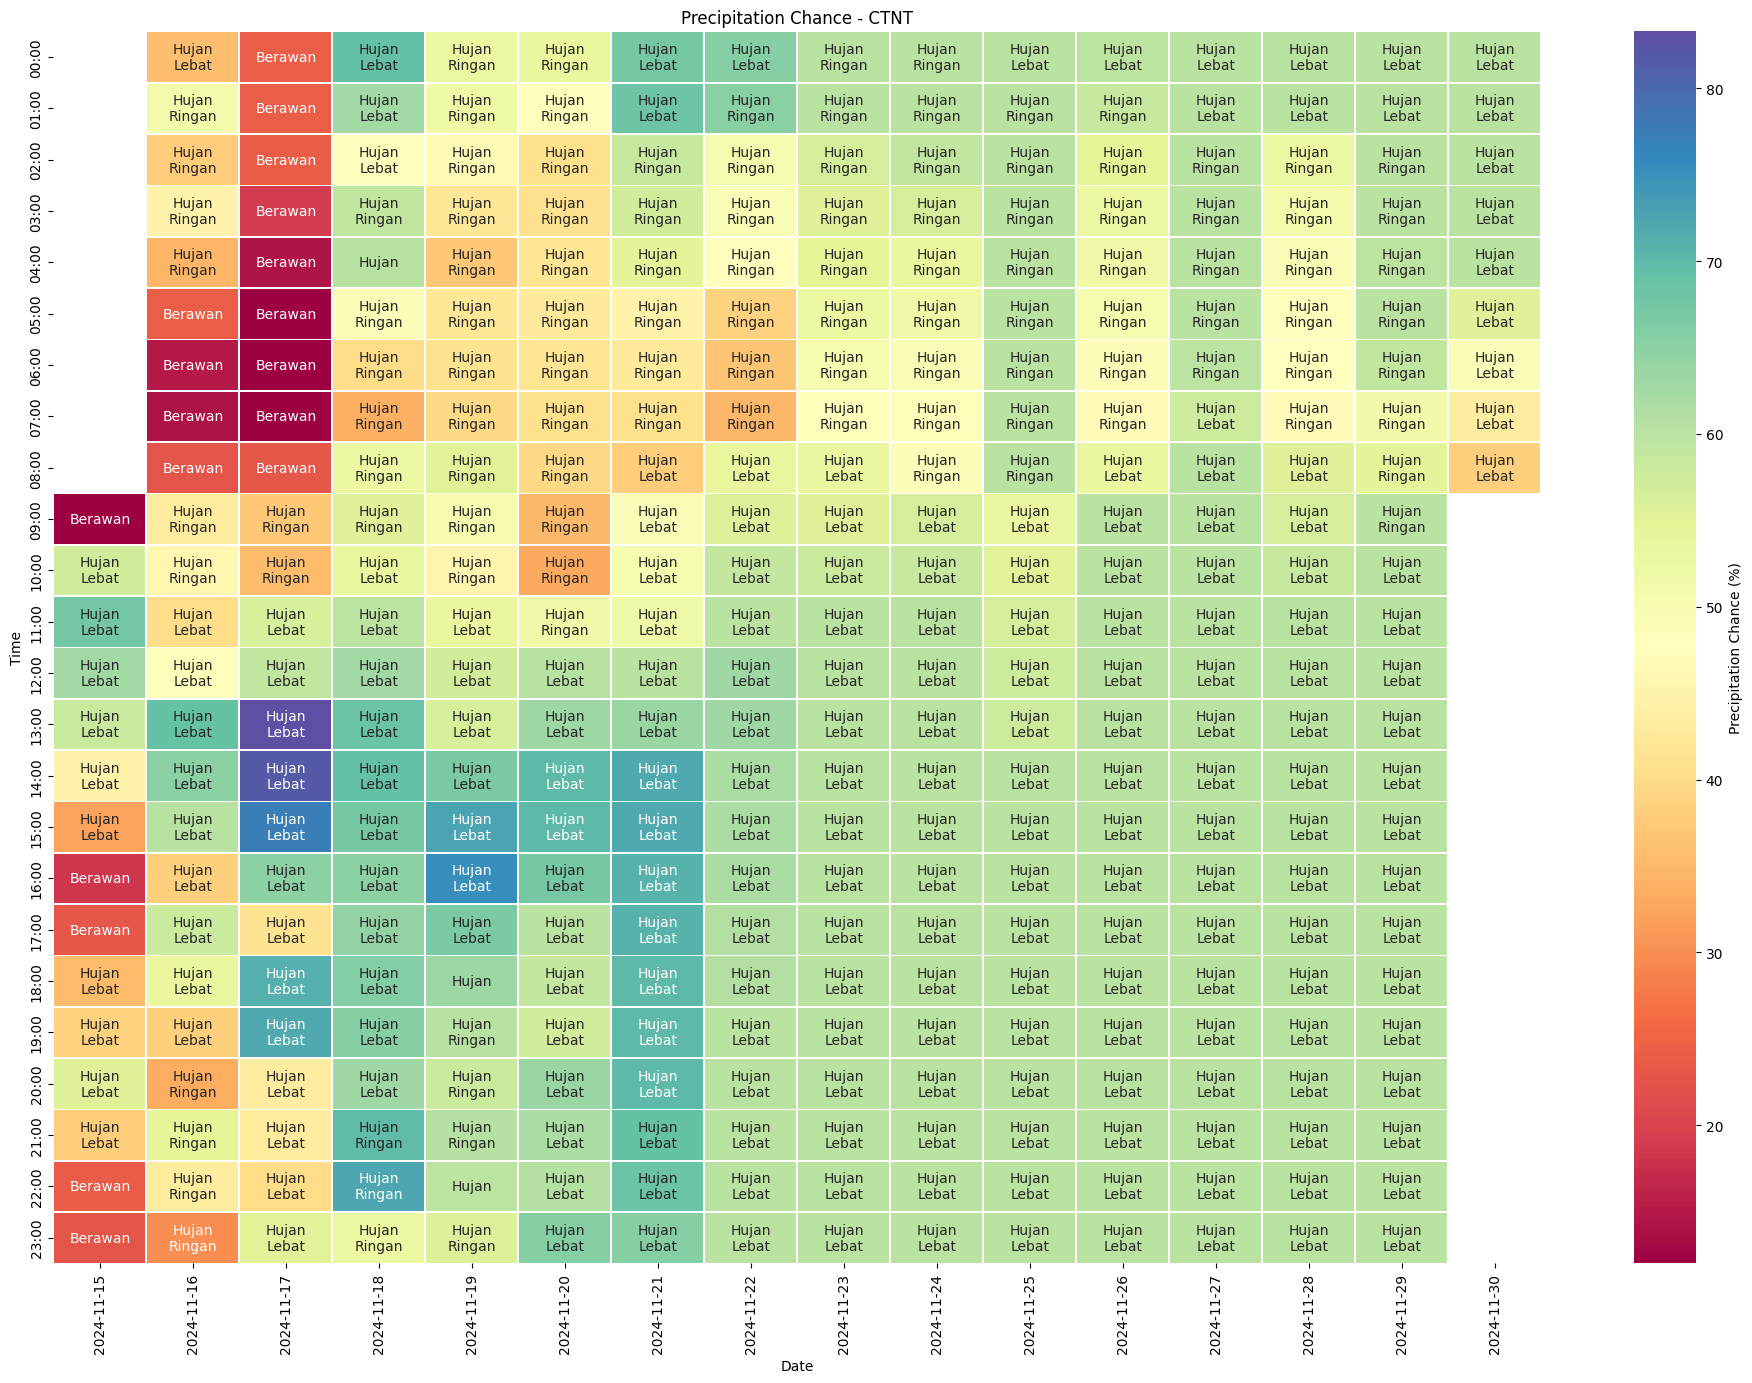 Precipitation Chance - CTNT
00:00 Hujan Lebat Berawan Hujan Lebat Hujan Ringan Hujan Ringan Hujan Lebat Hujan Lebat Hujan Ringan Hujan Ringan Hujan Lebat Hujan Lebat Hujan Lebat Hujan Lebat Hujan Lebat Hujan Lebat
01:00 Hujan Ringan Berawan Hujan Lebat Hujan Ringan Hujan Ringan Hujan Lebat Hujan Ringan Hujan Ringan Hujan Ringan Hujan Ringan Hujan Ringan Hujan Lebat Hujan Lebat Hujan Lebat Hujan Lebat
02:00 Hujan Ringan Berawan Hujan Lebat Hujan Ringan Hujan Ringan Hujan Ringan Hujan Ringan Hujan Ringan Hujan Ringan Hujan Ringan Hujan Ringan Hujan Ringan Hujan Ringan Hujan Ringan Hujan Lebat
03:00 Hujan Ringan Berawan Hujan Ringan Hujan Ringan Hujan Ringan Hujan Ringan Hujan Ringan Hujan Ringan Hujan Ringan Hujan Ringan Hujan Ringan Hujan Ringan Hujan Ringan Hujan Ringan Hujan Lebat
04:00 Hujan Ringan Berawan Hujan Hujan Ringan Hujan Ringan Hujan Ringan Hujan Ringan Hujan Ringan Hujan Ringan Hujan Ringan Hujan Ringan Hujan Ringan Hujan Ringan Hujan Ringan Hujan Lebat
05:00 Berawan Berawan Hujan Ringan Hujan Ringan Hujan Ringan Hujan Ringan Hujan Ringan Hujan Ringan Hujan Ringan Hujan Ringan Hujan Ringan Hujan Ringan Hujan Ringan Hujan Ringan Hujan Lebat
06:00 Berawan Berawan Hujan Ringan Hujan Ringan Hujan Ringan Hujan Ringan Hujan Ringan Hujan Ringan Hujan Ringan Hujan Ringan Hujan Ringan Hujan Ringan Hujan Ringan Hujan Ringan Hujan Lebat
07:00 Berawan Berawan Hujan Ringan Hujan Ringan Hujan Ringan Hujan Ringan Hujan Ringan Hujan Ringan Hujan Ringan Hujan Ringan Hujan Ringan Hujan Lebat Hujan Ringan Hujan Ringan Hujan Lebat
08:00 Berawan Berawan Hujan Ringan Hujan Ringan Hujan Ringan Hujan Lebat Hujan Lebat Hujan Lebat Hujan Ringan Hujan Ringan Hujan Lebat Hujan Lebat Hujan Lebat Hujan Ringan Hujan Lebat
09:00 Berawan Hujan Ringan Hujan Ringan Hujan Ringan Hujan Ringan Hujan Ringan Hujan Lebat Hujan Lebat Hujan Lebat Hujan Lebat Hujan Lebat Hujan Lebat Hujan Lebat Hujan Lebat Hujan Ringan
10:00 Hujan Lebat Hujan Ringan Hujan Ringan Hujan Lebat Hujan Ringan Hujan Ringan Hujan Lebat Hujan Lebat Hujan Lebat Hujan Lebat Hujan Lebat Hujan Lebat Hujan Lebat Hujan Lebat Hujan Lebat
11:00 Hujan Lebat Hujan Lebat Hujan Lebat Hujan Lebat Hujan Lebat Hujan Ringan Hujan Lebat Hujan Lebat Hujan Lebat Hujan Lebat Hujan Lebat Hujan Lebat Hujan Lebat Hujan Lebat Hujan Lebat
12:00 Hujan Lebat Hujan Lebat Hujan Lebat Hujan Lebat Hujan Lebat Hujan Lebat Hujan Lebat Hujan Lebat Hujan Lebat Hujan Lebat Hujan Lebat Hujan Lebat Hujan Lebat Hujan Lebat Hujan Lebat
13:00 Hujan Lebat Hujan Lebat Hujan Lebat Hujan Lebat Hujan Lebat Hujan Lebat Hujan Lebat Hujan Lebat Hujan Lebat Hujan Lebat Hujan Lebat Hujan Lebat Hujan Lebat Hujan Lebat Hujan Lebat
14:00 Hujan Lebat Hujan Lebat Hujan Lebat Hujan Lebat Hujan Lebat Hujan Lebat Hujan Lebat Hujan Lebat Hujan Lebat Hujan Lebat Hujan Lebat Hujan Lebat Hujan Lebat Hujan Lebat Hujan Lebat
15:00 Hujan Lebat Hujan Lebat Hujan Lebat Hujan Lebat Hujan Lebat Hujan Lebat Hujan Lebat Hujan Lebat Hujan Lebat Hujan Lebat Hujan Lebat Hujan Lebat Hujan Lebat Hujan Lebat Hujan Lebat
16:00 Berawan Hujan Lebat Hujan Lebat Hujan Lebat Hujan Lebat Hujan Lebat Hujan Lebat Hujan Lebat Hujan Lebat Hujan Lebat Hujan Lebat Hujan Lebat Hujan Lebat Hujan Lebat Hujan Lebat
17:00 Berawan Hujan Lebat Hujan Lebat Hujan Lebat Hujan Lebat Hujan Lebat Hujan Lebat Hujan Lebat Hujan Lebat Hujan Lebat Hujan Lebat Hujan Lebat Hujan Lebat Hujan Lebat Hujan Lebat
18:00 Hujan Lebat Hujan Lebat Hujan Lebat Hujan Lebat Hujan Hujan Lebat Hujan Lebat Hujan Lebat Hujan Lebat Hujan Lebat Hujan Lebat Hujan Lebat Hujan Lebat Hujan Lebat Hujan Lebat
19:00 Hujan Lebat Hujan Lebat Hujan Lebat Hujan Lebat Hujan Ringan Hujan Lebat Hujan Lebat Hujan Lebat Hujan Lebat Hujan Lebat Hujan Lebat Hujan Lebat Hujan Lebat Hujan Lebat Hujan Lebat
20:00 Hujan Lebat Hujan Ringan Hujan Lebat Hujan Lebat Hujan Ringan Hujan Lebat Hujan Lebat Hujan Lebat Hujan Lebat Hujan Lebat Hujan Lebat Hujan Lebat Hujan Lebat Hujan Lebat Hujan Lebat
21:00 Hujan Lebat Hujan Ringan Hujan Lebat Hujan Ringan Hujan Ringan Hujan Lebat Hujan Lebat Hujan Lebat Hujan Lebat Hujan Lebat Hujan Lebat Hujan Lebat Hujan Lebat Hujan Lebat Hujan Lebat
22:00 Berawan Hujan Ringan Hujan Lebat Hujan Ringan Hujan Hujan Lebat Hujan Lebat Hujan Lebat Hujan Lebat Hujan Lebat Hujan Lebat Hujan Lebat Hujan Lebat Hujan Lebat Hujan Lebat
23:00 Berawan Hujan Ringan Hujan Lebat Hujan Ringan Hujan Ringan Hujan Lebat Hujan Lebat Hujan Lebat Hujan Lebat Hujan Lebat Hujan Lebat Hujan Lebat Hujan Lebat Hujan Lebat Hujan Lebat
Time
2024-11-15 2024-11-16 2024-11-17 2024-11-18 2024-11-19 2024-11-20 2024-11-21 2024-11-22 2024-11-23 2024-11-24 2024-11-25 2024-11-26 2024-11-27 2024-11-28 2024-11-29 2024-11-30
Date
80
70
60
50
40
30
20
Precipitation Chance (%)